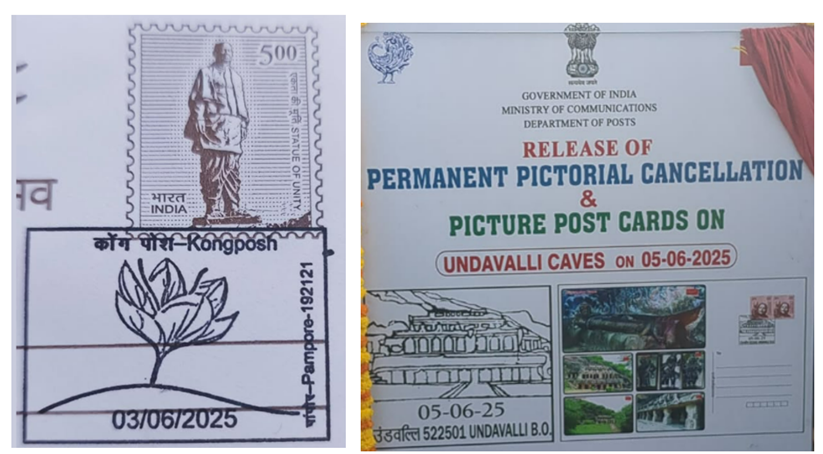 5.00
एकता की मूर्ति STATUE OF UNITY
भारत
INDIA
कोंग पोश-Kongposh
पांपोर-Pampore-192121
03/06/2025
GOVERNMENT OF INDIA
MINISTRY OF COMMUNICATIONS
DEPARTMENT OF POSTS
RELEASE OF
PERMANENT PICTORIAL CANCELLATION
&
PICTURE POST CARDS ON
UNDAVALLI CAVES ON 05-06-2025
05-06-25
उंडवल्लि 522501 UNDAVALLI B.O.